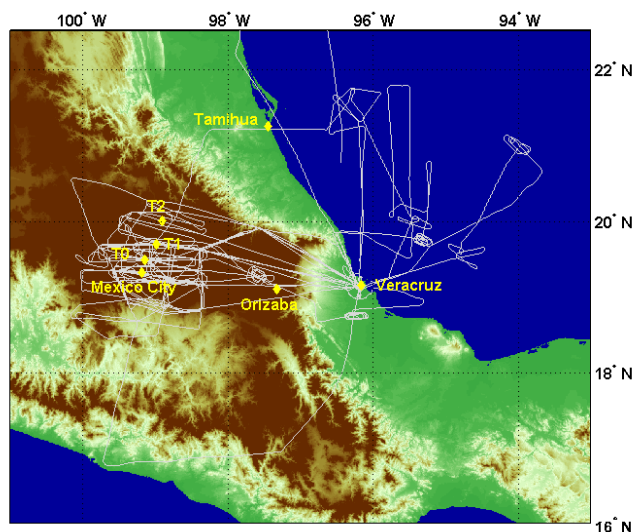 100° W 98° W 96° W 94° W
22° N
Tamihua
T2
20° N
T1
T0
Mexico City
Veracruz
Orizaba
18° N
16° N